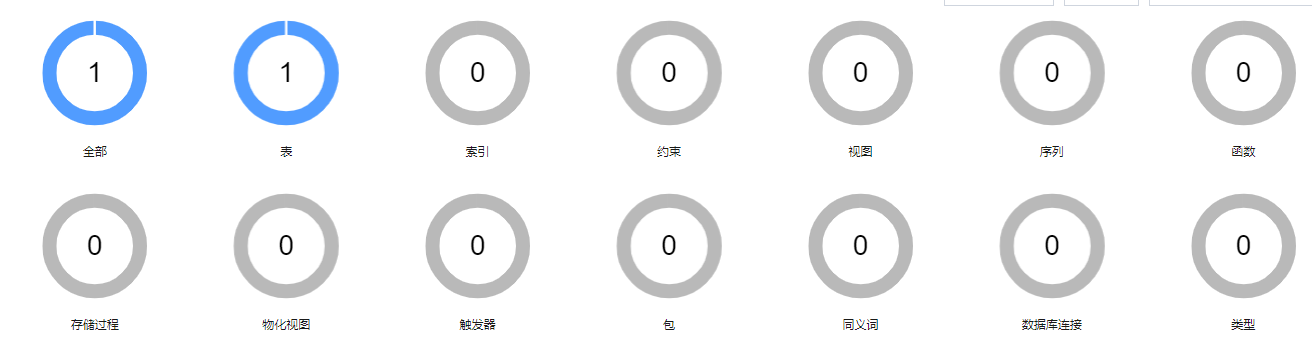 1 1 0 0 0 0 0
全部 表 索引 约束 视图 序列 函数
0 0 0 0 0 0 0
存储过程 物化视图 触发器 包 同义词 数据库连接 类型